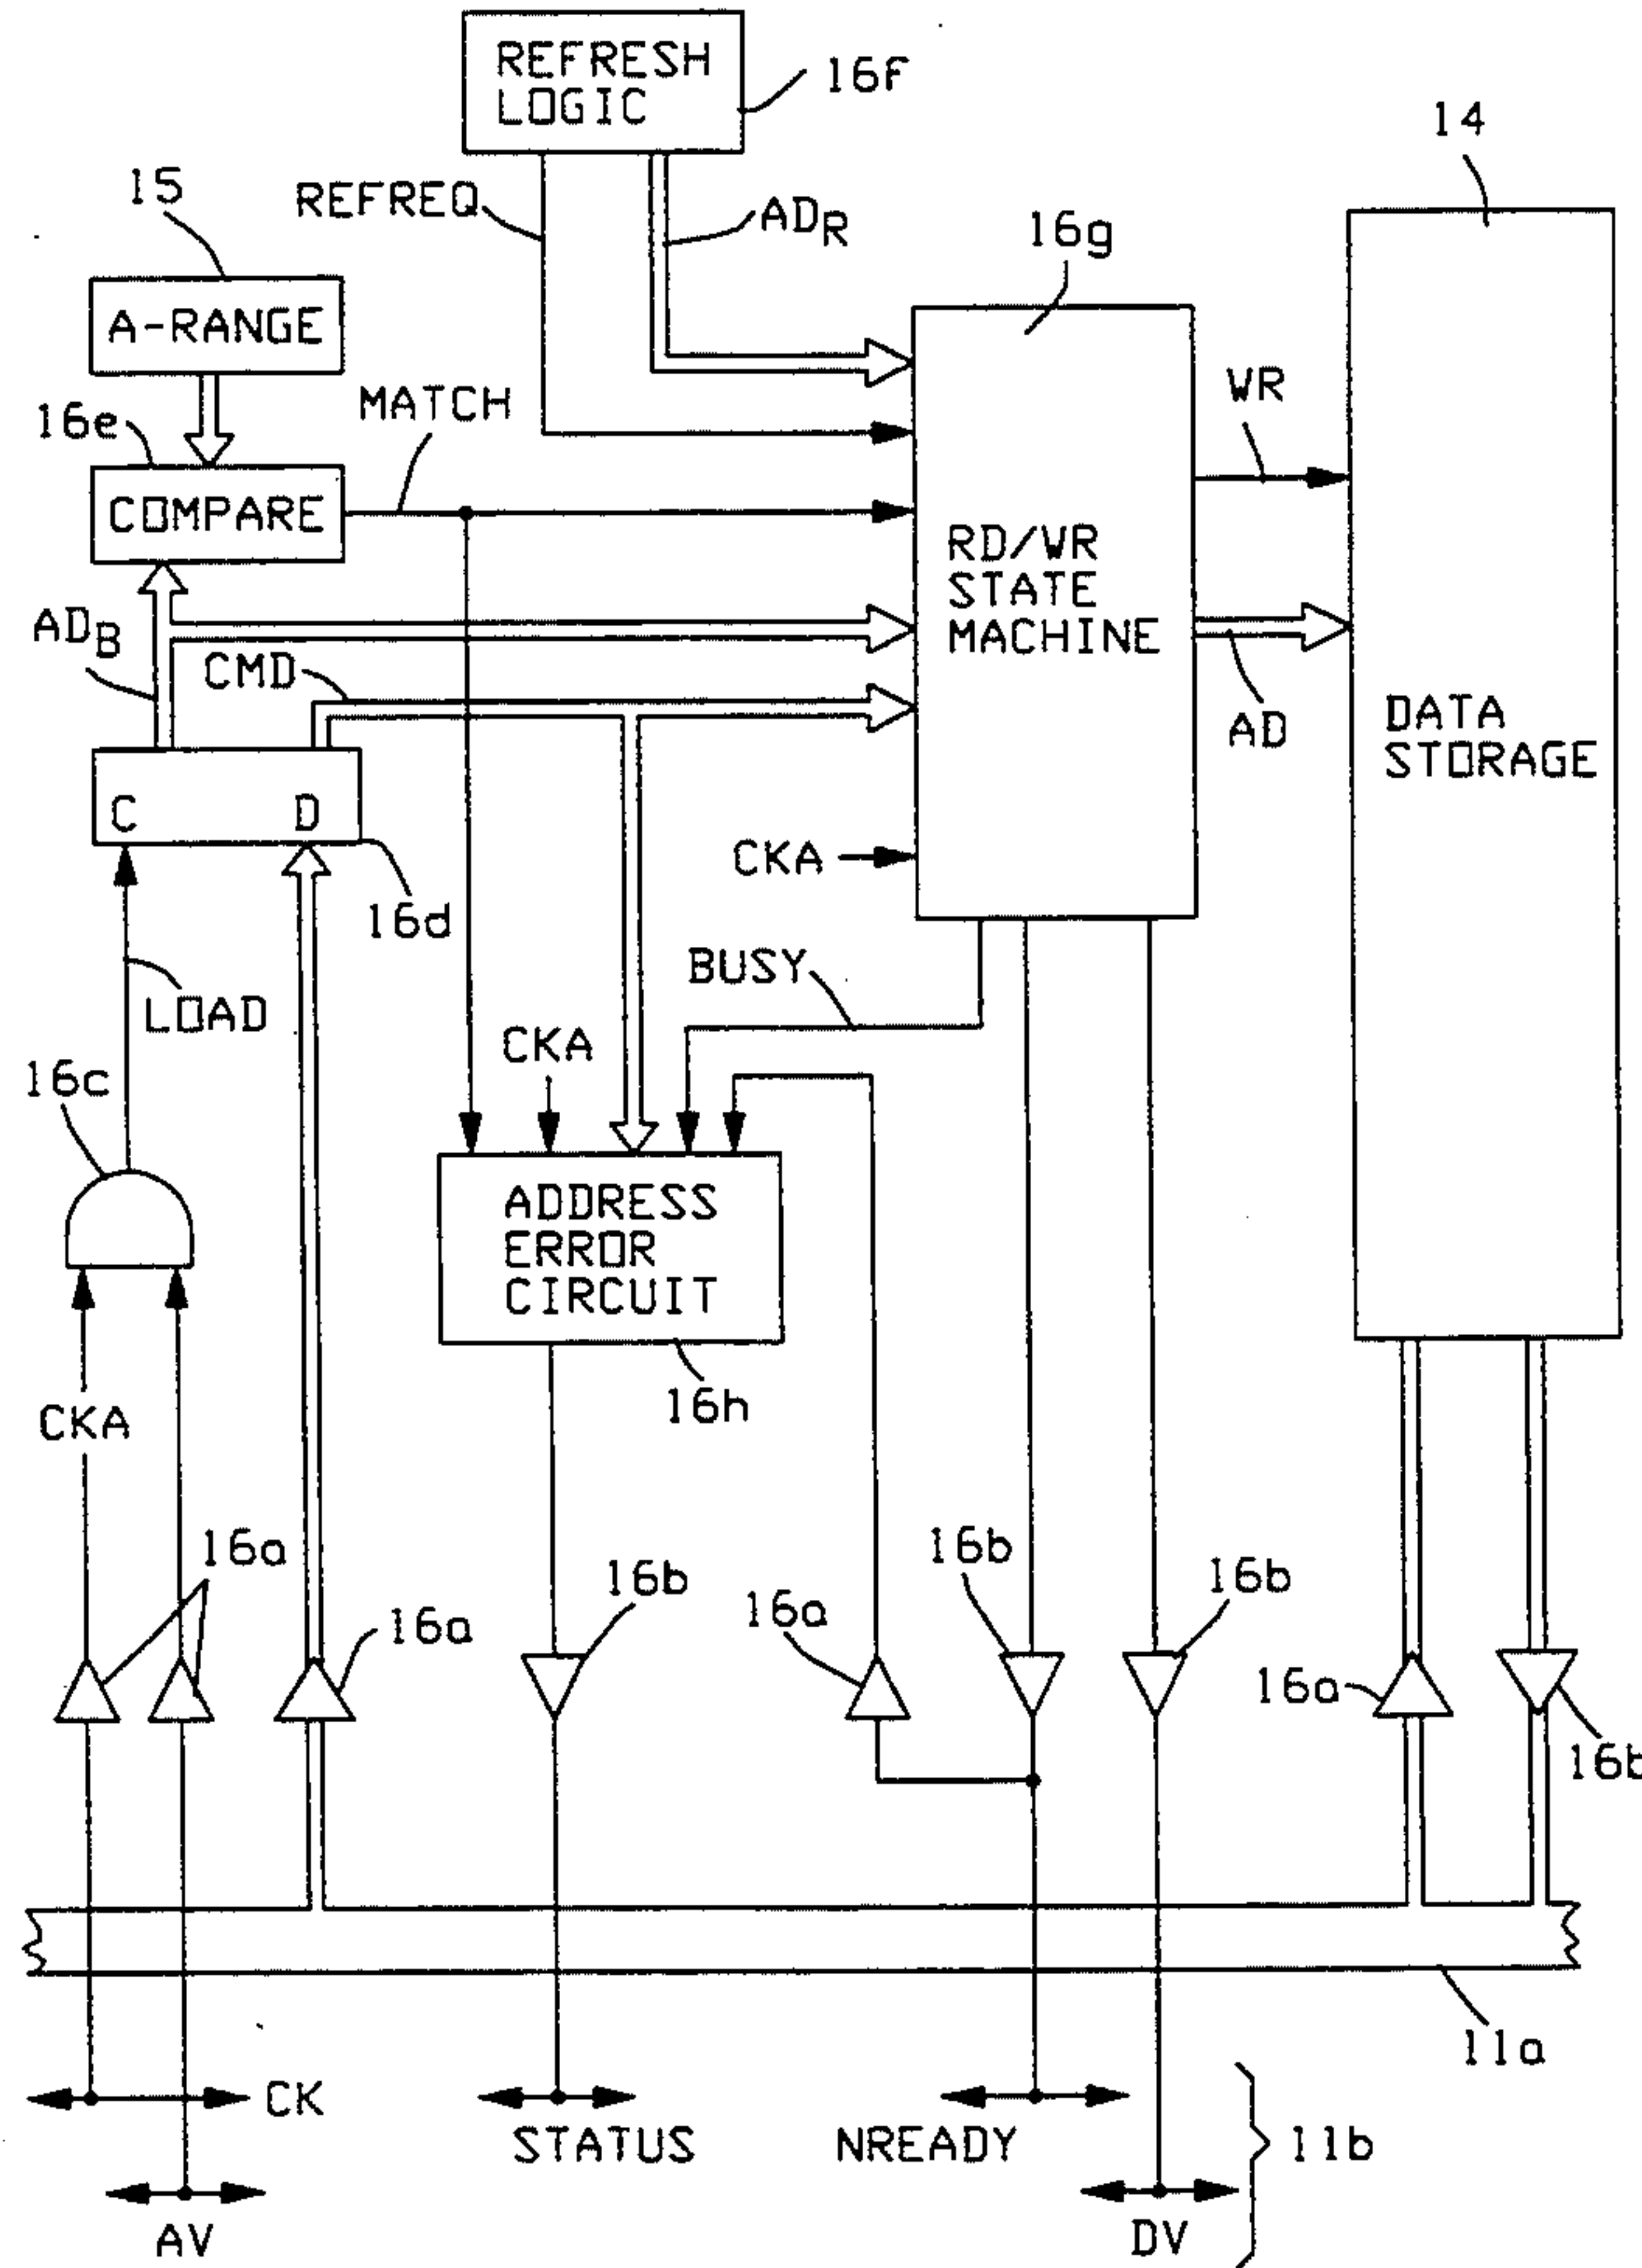 REFRESH
LOGIC
16f
14
15
REFREQ
ADR
16g
A-RANGE
MATCH
WR
16e
COMPARE
RD/WR
STATE
MACHINE
ADB
CMD
AD
DATA
STORAGE
C D
CKA
16d
BUSY
LOAD
CKA
16c
ADDRESS
ERROR
CIRCUIT
16h
CKA
16a
16b
16b
16b
16a
16a
16a
16b
11a
CK
STATUS
NREADY
11b
AV
DV